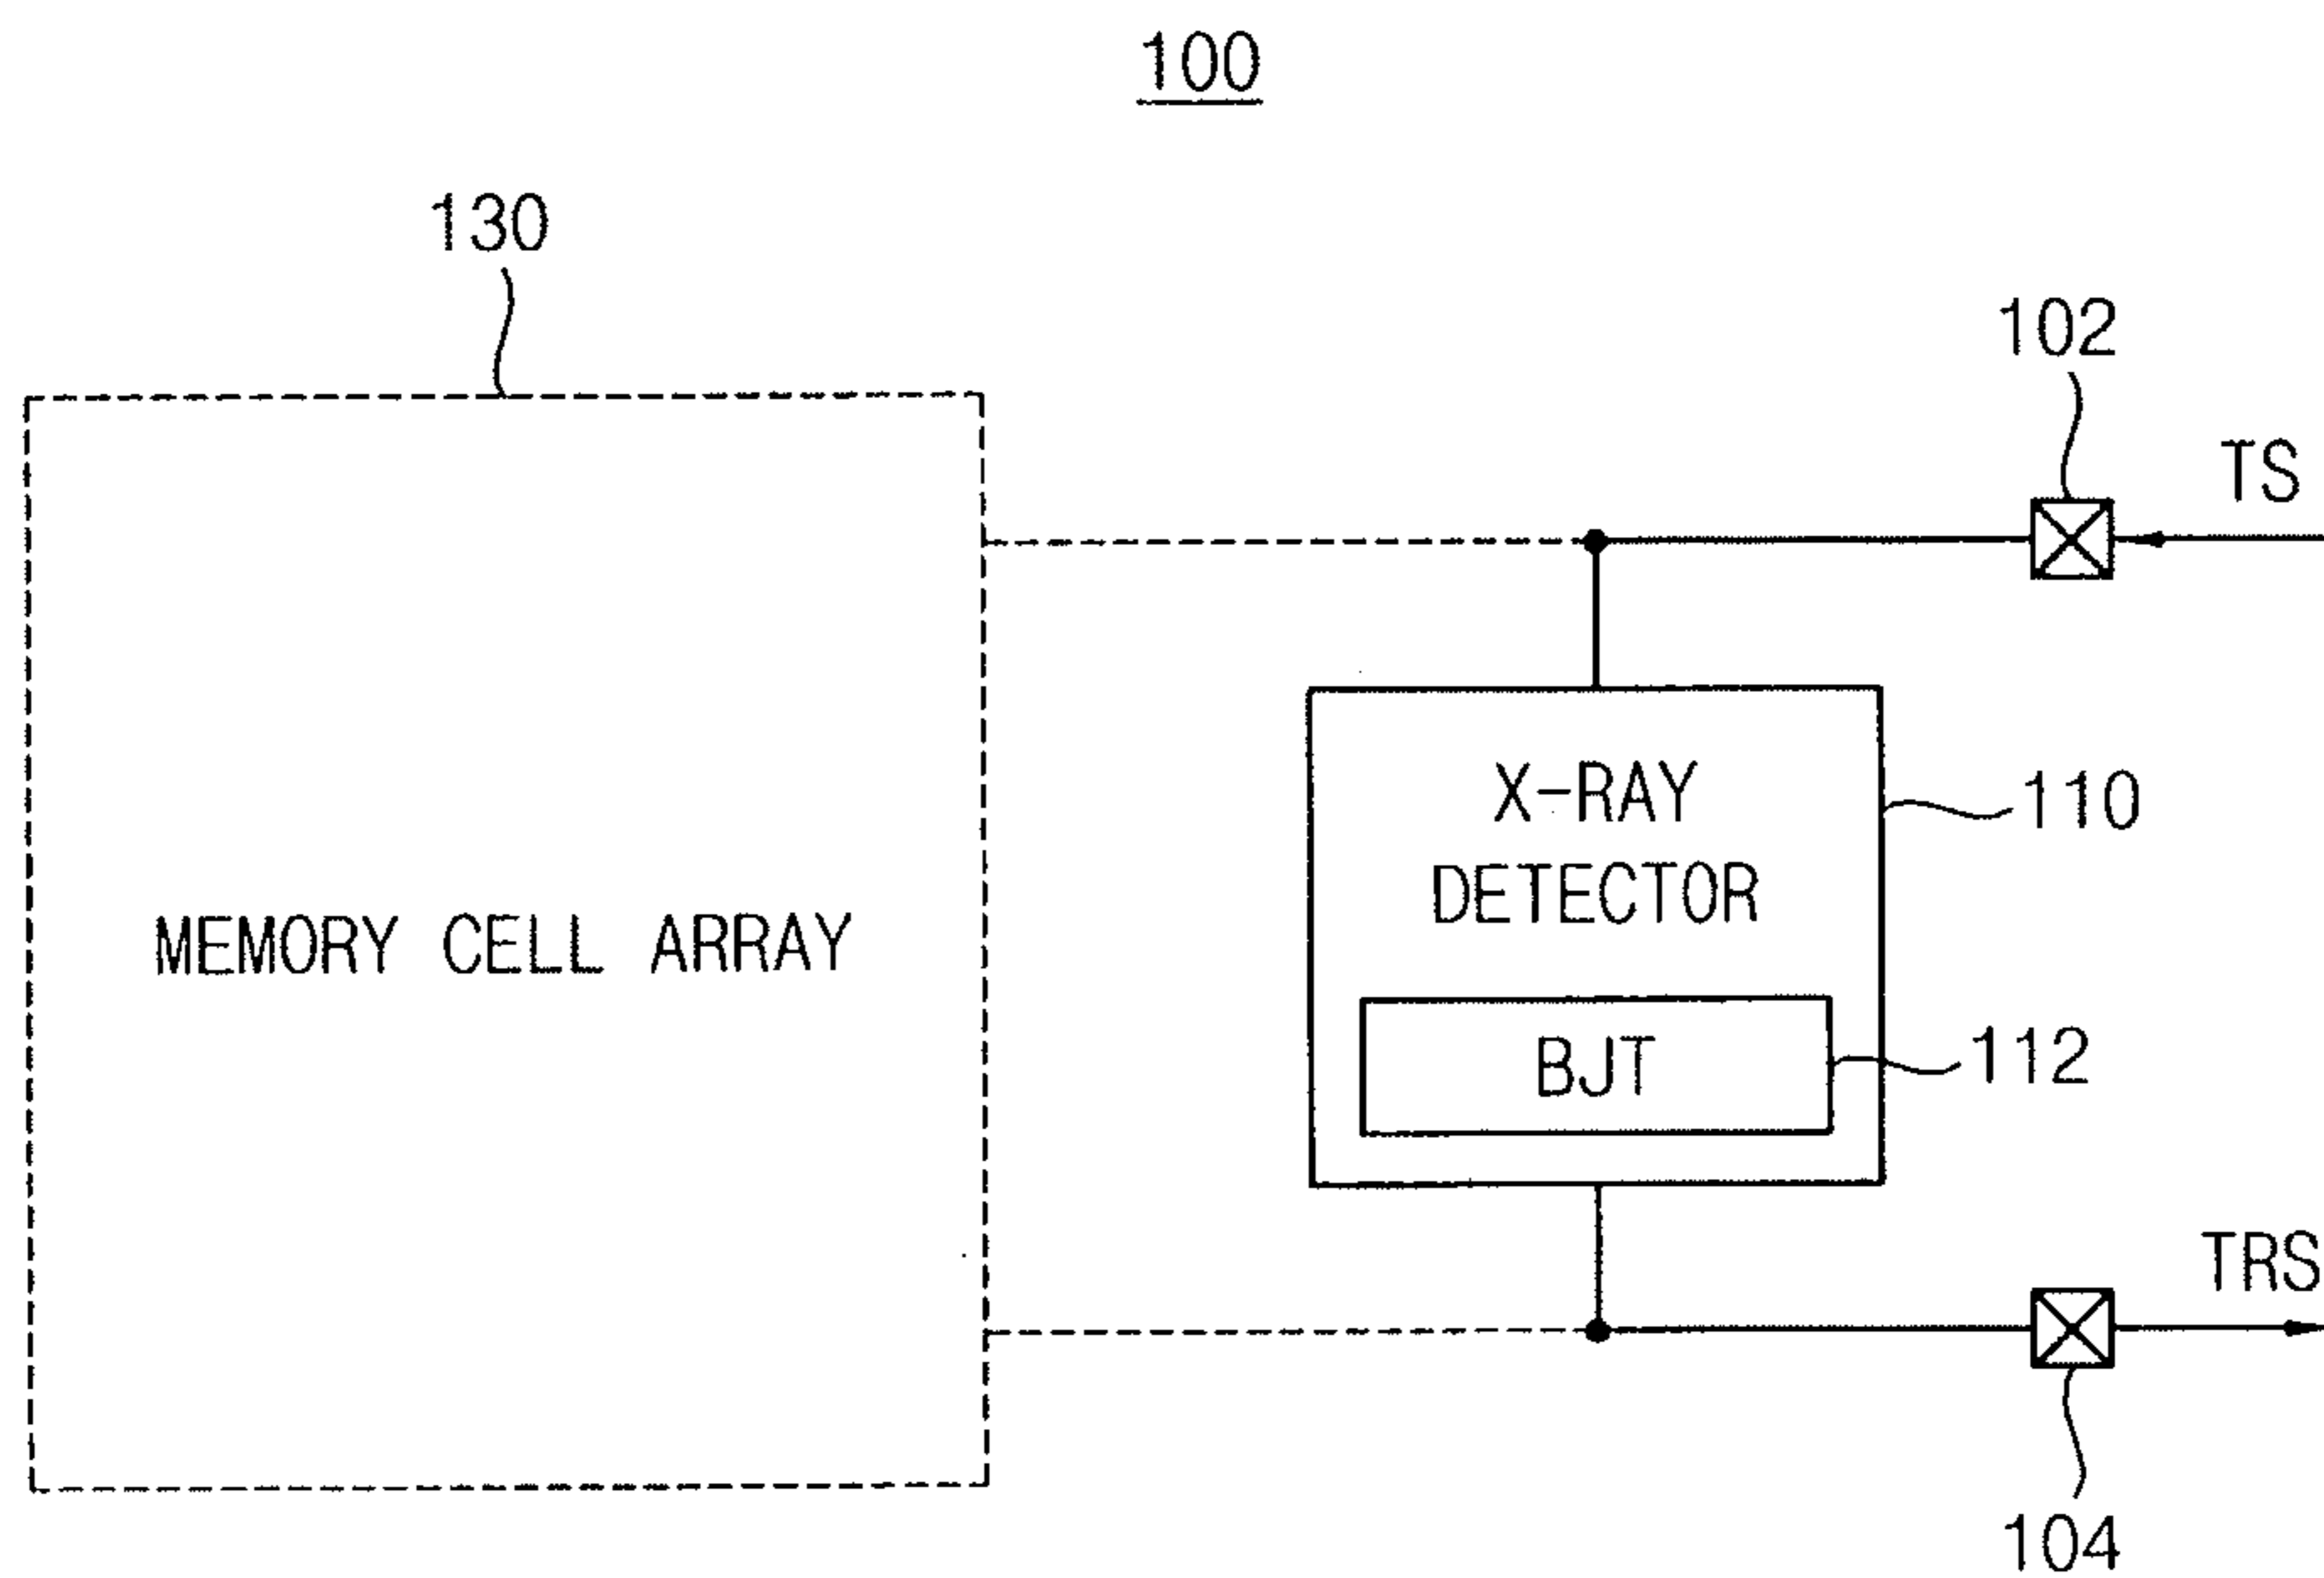 100
130
102
TS
X-RAY
110
DETECTOR
MEMORY CELL ARRAY
BJT
112
TRS
104